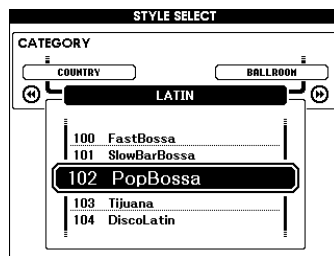 STYLE SELECT
CATEGORY
COUNTRY BALLROOM
LATIN
100 FastBossa
101 SlowBarBossa
102 PopBossa
103 Tijuana
104 DiscoLatin